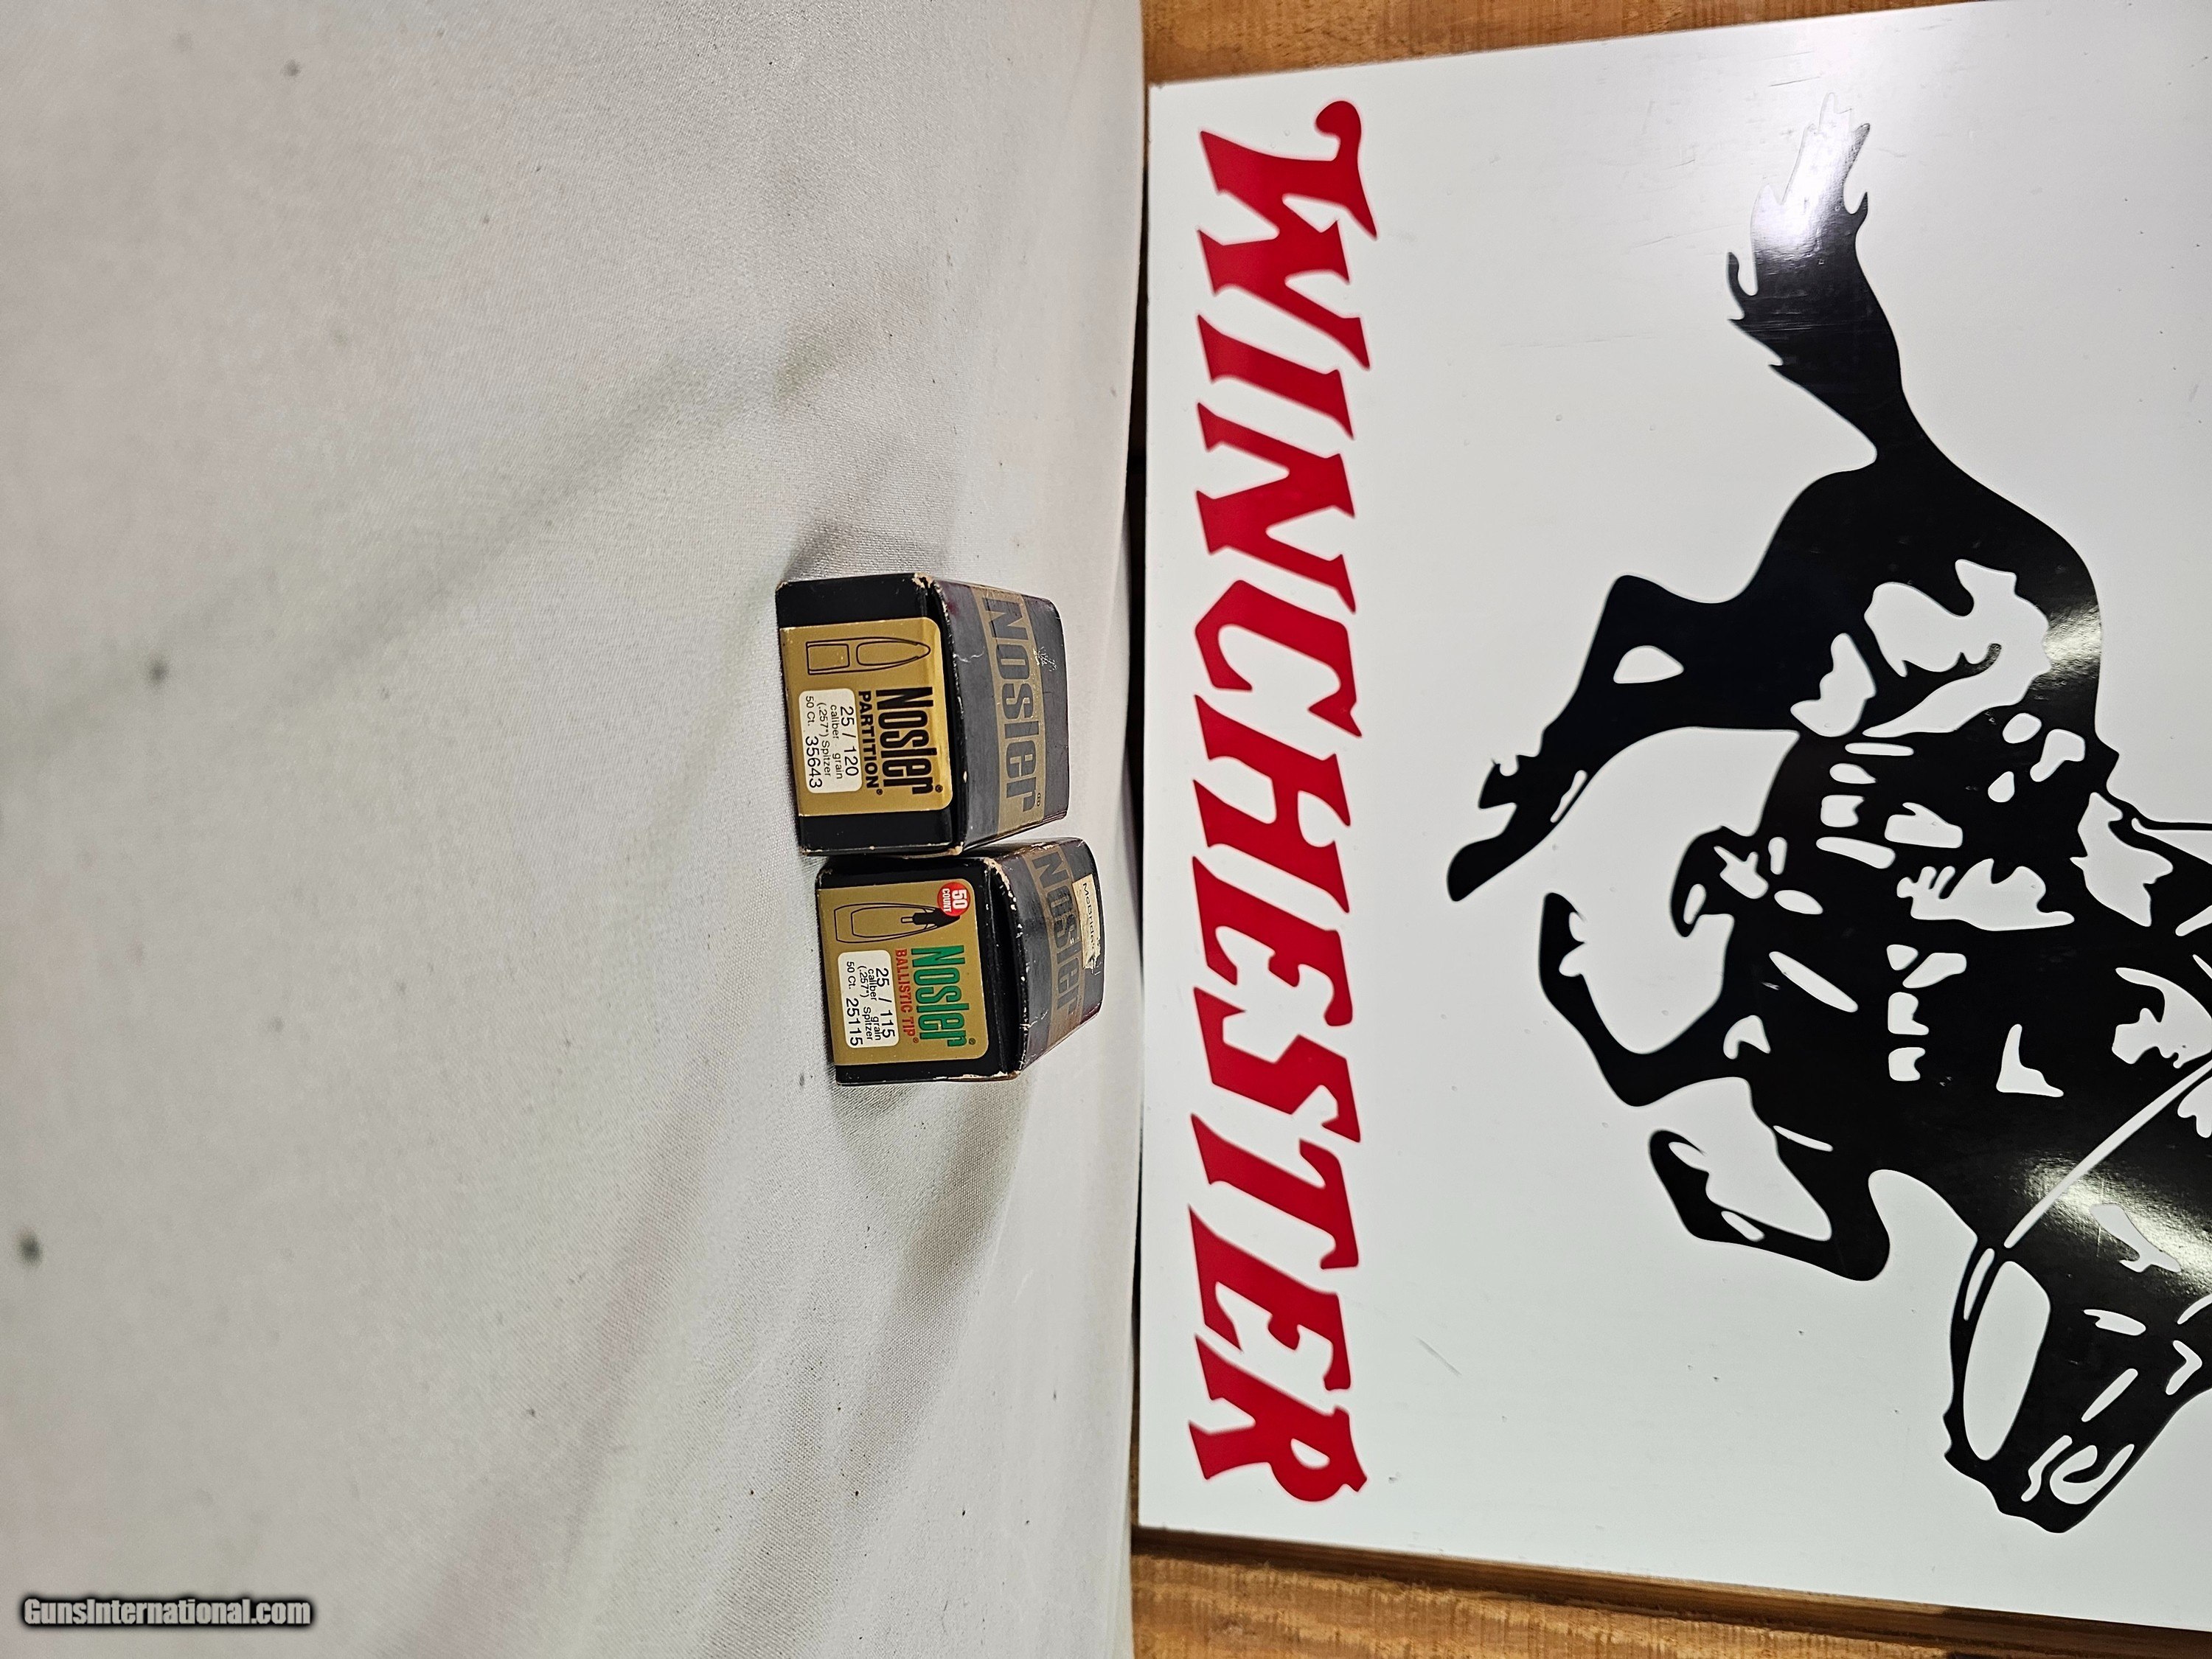 WINCHESTER
Nosler®
Nosler®
PARTITION®
25 / 120
caliber grain
(.257") Spitzer
50 Ct. 35643
McBride
Nosler
50
COUNT
Nosler®
BALLISTIC TIP®
25 / 115
caliber grain
(.257") Spitzer
50 Ct. 25115
GunsInternational.com